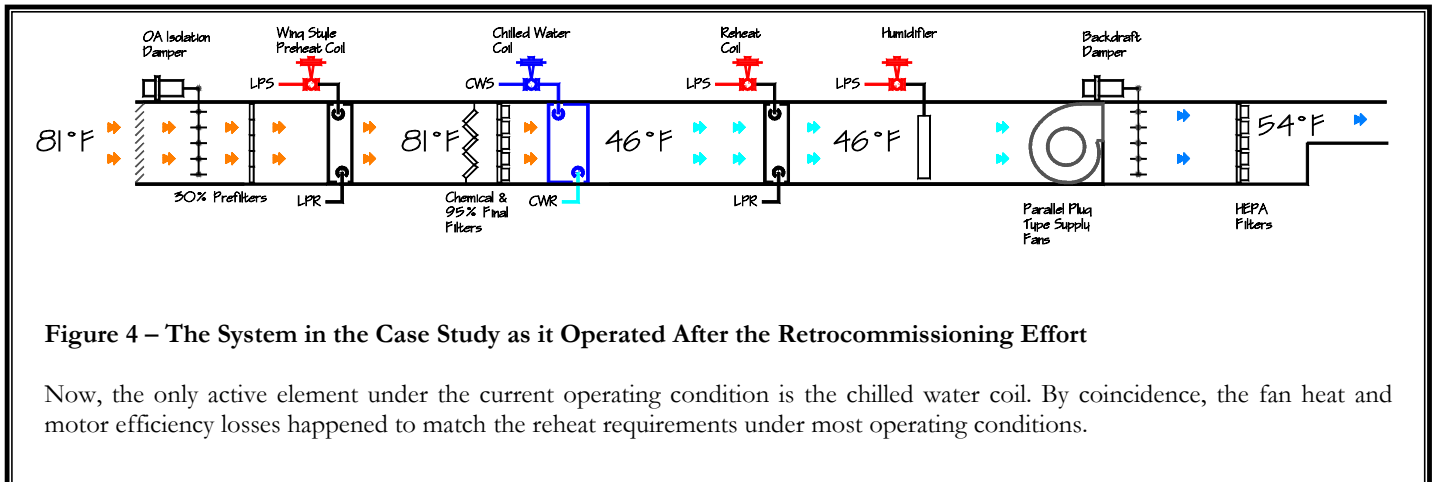 OA Isolation
Damper
Wing Style
Preheat Coil
Chilled Water
Coil
Reheat
Coil
Humidifier
Backdraft
Damper
LPS
CWS
LPS
LPS
81°F
81°F
46°F
46°F
54°F
30% Prefilters
LPR
Chemical &
95% Final
Filters
CWR
LPR
Parallel Plug
Type Supply
Fans
HEPA
Filters
Figure 4 – The System in the Case Study as it Operated After the Retrocommissioning Effort
Now, the only active element under the current operating condition is the chilled water coil. By coincidence, the fan heat and
motor efficiency losses happened to match the reheat requirements under most operating conditions.